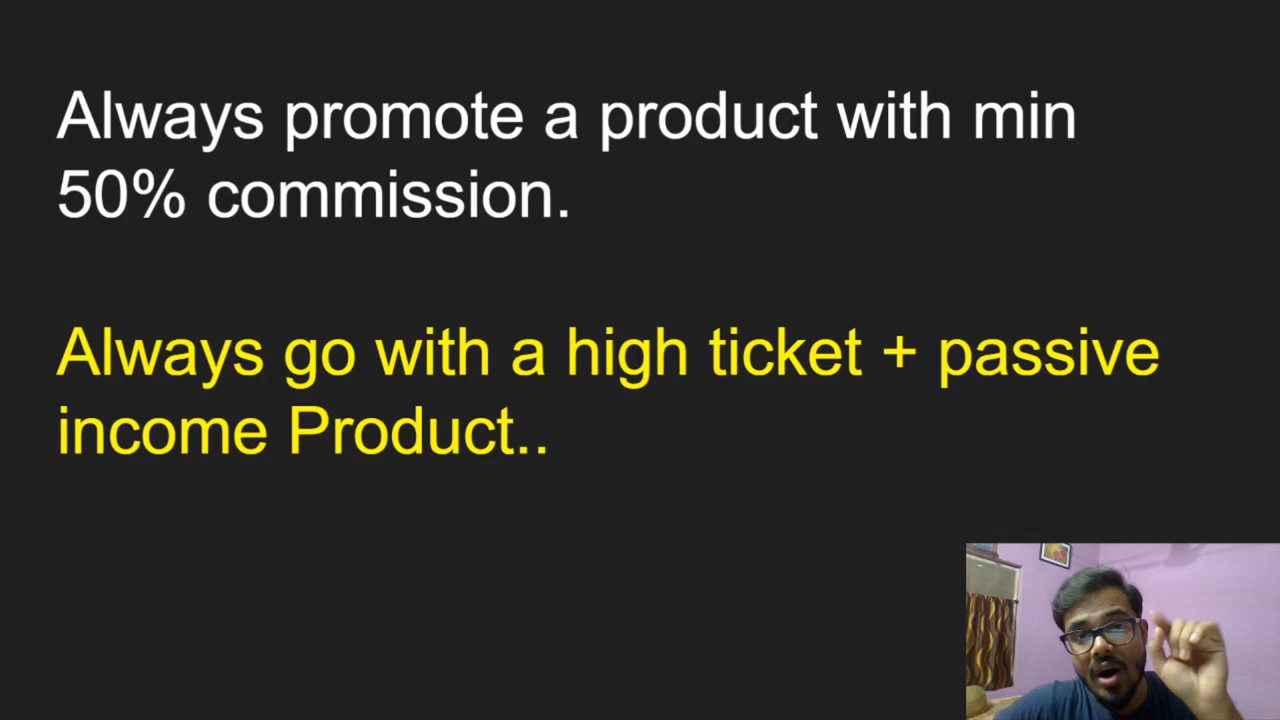 Always promote a product with min
50% commission.
Always go with a high ticket + passive
income Product..